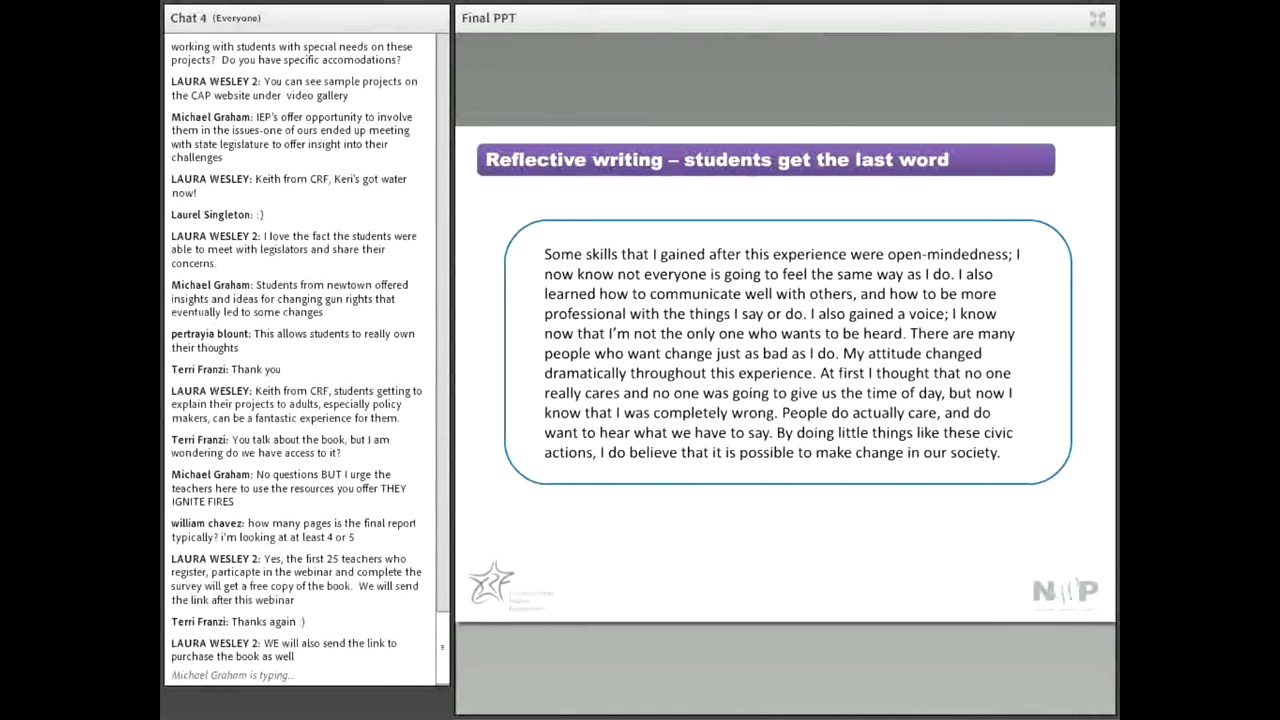 Chat 4 (Everyone)
working with students with special needs on these
projects? Do you have specific accomodations?
LAURA WESLEY 2: You can see sample projects on
the CAP website under video gallery
Michael Graham: IEP's offer opportunity to involve
them in the issues-one of ours ended up meeting
with state legislature to offer insight into their
challenges
LAURA WESLEY: Keith from CRF, Keri's got water
now!
Laurel Singleton: :)
LAURA WESLEY 2: I love the fact the students were
able to meet with legislators and share their
concerns.
Michael Graham: Students from newtown offered
insights and ideas for changing gun rights that
eventually led to some changes
pertrayia blount: This allows students to really own
their thoughts
Terri Franzi: Thank you
LAURA WESLEY: Keith from CRF, students getting to
explain their projects to adults, especially policy
makers, can be a fantastic experience for them.
Terri Franzi: You talk about the book, but I am
wondering do we have access to it?
Michael Graham: No questions BUT I urge the
teachers here to use the resources you offer THEY
IGNITE FIRES
william chavez: how many pages is the final report
typically? i'm looking at at least 4 or 5
LAURA WESLEY 2: Yes, the first 25 teachers who
register, particapte in the webinar and complete the
survey will get a free copy of the book. We will send
the link after this webinar
Terri Franzi: Thanks again :)
LAURA WESLEY 2: WE will also send the link to
purchase the book as well
Michael Graham is typing...
Final PPT
Reflective writing – students get the last word
Some skills that I gained after this experience were open-mindedness; I
now know not everyone is going to feel the same way as I do. I also
learned how to communicate well with others, and how to be more
professional with the things I say or do. I also gained a voice; I know
now that I'm not the only one who wants to be heard. There are many
people who want change just as bad as I do. My attitude changed
dramatically throughout this experience. At first I thought that no one
really cares and no one was going to give us the time of day, but now I
know that I was completely wrong. People do actually care, and do
want to hear what we have to say. By doing little things like these civic
actions, I do believe that it is possible to make change in our society.